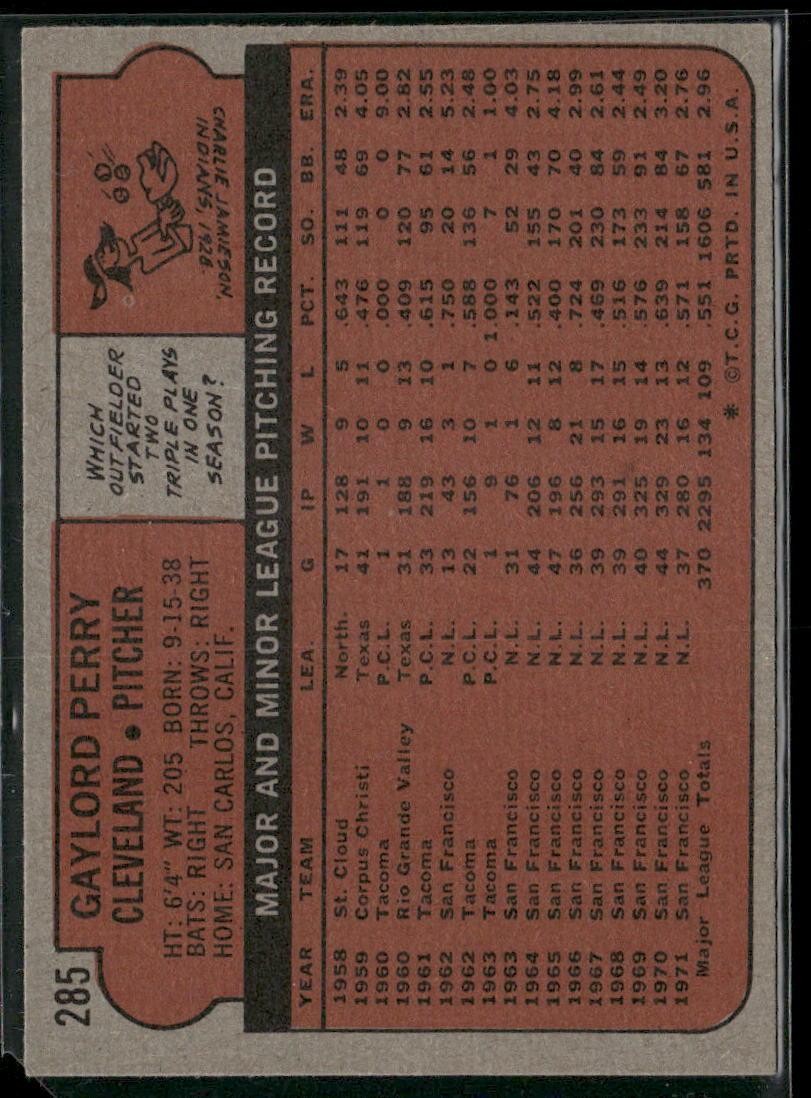 285
GAYLORD PERRY
CLEVELAND • PITCHER
HT: 6'4" WT: 205 BORN: 9-15-38
BATS: RIGHT THROWS: RIGHT
HOME: SAN CARLOS, CALIF.
WHICH
OUTFIELDER
STARTED
TWO
TRIPLE PLAYS
IN ONE
SEASON?
CHARLIE JAMIESON,
INDIANS, 1928.
MAJOR AND MINOR LEAGUE PITCHING RECORD
YEAR TEAM LEA. G IP W L PCT. SO. BB. ERA.
1958 St. Cloud North. 17 128 9 5 .643 111 48 2.39
1959 Corpus Christi Texas 41 191 10 11 .476 119 69 4.05
1960 Tacoma P.C.L. 1 1 0 0 .000 0 0 9.00
1960 Rio Grande Valley Texas 31 188 9 13 .409 120 77 2.82
1961 Tacoma P.C.L. 33 219 16 10 .615 95 61 2.55
1962 San Francisco N.L. 13 43 3 1 .750 20 14 5.23
1962 Tacoma P.C.L. 22 156 10 7 .588 136 56 2.48
1963 Tacoma P.C.L. 1 9 1 0 1.000 7 1 1.00
1963 San Francisco N.L. 31 76 1 6 .143 52 29 4.03
1964 San Francisco N.L. 44 206 12 11 .522 155 43 2.75
1965 San Francisco N.L. 47 196 8 12 .400 170 70 4.18
1966 San Francisco N.L. 36 256 21 8 .724 201 40 2.99
1967 San Francisco N.L. 39 293 15 17 .469 230 84 2.61
1968 San Francisco N.L. 39 291 16 15 .516 173 59 2.44
1969 San Francisco N.L. 40 325 19 14 .576 233 91 2.49
1970 San Francisco N.L. 44 329 23 13 .639 214 84 3.20
1971 San Francisco N.L. 37 280 16 12 .571 158 67 2.76
Major League Totals 370 2295 134 109 .551 1606 581 2.96
* ©T.C.G. PRTD. IN U.S.A.